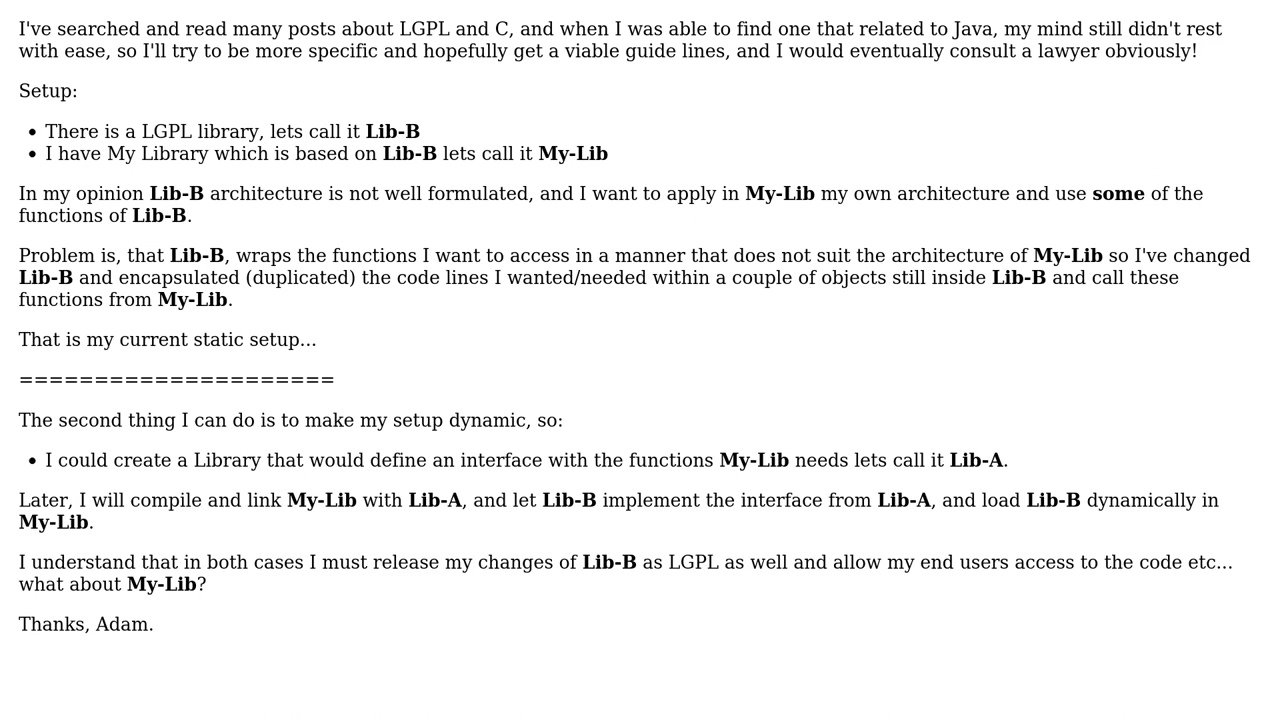 I've searched and read many posts about LGPL and C, and when I was able to find one that related to Java, my mind still didn't rest
with ease, so I'll try to be more specific and hopefully get a viable guide lines, and I would eventually consult a lawyer obviously!
Setup:
• There is a LGPL library, lets call it Lib-B
• I have My Library which is based on Lib-B lets call it My-Lib
In my opinion Lib-B architecture is not well formulated, and I want to apply in My-Lib my own architecture and use some of the
functions of Lib-B.
Problem is, that Lib-B, wraps the functions I want to access in a manner that does not suit the architecture of My-Lib so I've changed
Lib-B and encapsulated (duplicated) the code lines I wanted/needed within a couple of objects still inside Lib-B and call these
functions from My-Lib.
That is my current static setup...
=====================
The second thing I can do is to make my setup dynamic, so:
• I could create a Library that would define an interface with the functions My-Lib needs lets call it Lib-A.
Later, I will compile and link My-Lib with Lib-A, and let Lib-B implement the interface from Lib-A, and load Lib-B dynamically in
My-Lib.
I understand that in both cases I must release my changes of Lib-B as LGPL as well and allow my end users access to the code etc...
what about My-Lib?
Thanks, Adam.